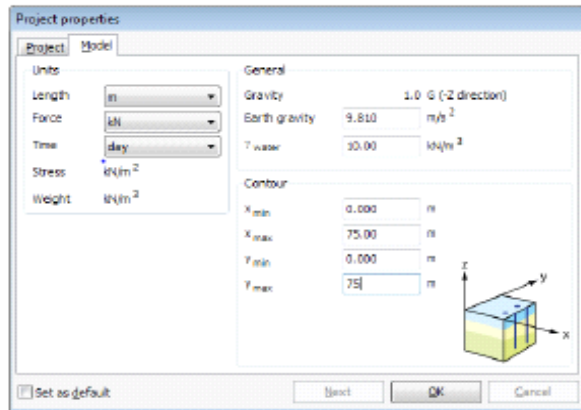 Project properties
Project Model
Units
Length m
Force kN
Time day
Stress kN/m 2
Weight kN/m 3
General
Gravity 1.0 G (-Z direction)
Earth gravity 9.810 m/s 2
γ water 10.00 kN/m 3
Contour
x min 0.000 m
x max 75.00 m
y min 0.000 m
y max 75 m
z
y
x
Set as default
Next OK Cancel